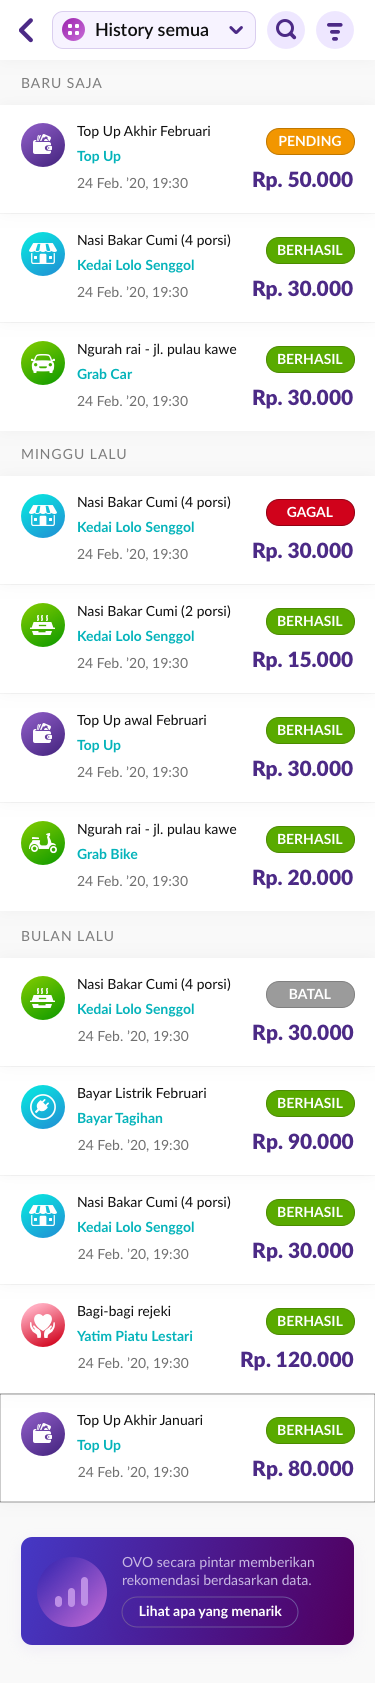 History semua
BARU SAJA
Top Up Akhir Februari
PENDING
Top Up
24 Feb. '20, 19:30
Rp. 50.000
Nasi Bakar Cumi (4 porsi)
BERHASIL
Kedai Lolo Senggol
24 Feb. '20, 19:30
Rp. 30.000
Ngurah rai - jl. pulau kawe
BERHASIL
Grab Car
24 Feb. '20, 19:30
Rp. 30.000
MINGGU LALU
Nasi Bakar Cumi (4 porsi)
GAGAL
Kedai Lolo Senggol
24 Feb. '20, 19:30
Rp. 30.000
Nasi Bakar Cumi (2 porsi)
BERHASIL
Kedai Lolo Senggol
24 Feb. '20, 19:30
Rp. 15.000
Top Up awal Februari
BERHASIL
Top Up
24 Feb. '20, 19:30
Rp. 30.000
Ngurah rai - jl. pulau kawe
BERHASIL
Grab Bike
24 Feb. '20, 19:30
Rp. 20.000
BULAN LALU
Nasi Bakar Cumi (4 porsi)
BATAL
Kedai Lolo Senggol
24 Feb. '20, 19:30
Rp. 30.000
Bayar Listrik Februari
BERHASIL
Bayar Tagihan
24 Feb. '20, 19:30
Rp. 90.000
Nasi Bakar Cumi (4 porsi)
BERHASIL
Kedai Lolo Senggol
24 Feb. '20, 19:30
Rp. 30.000
Bagi-bagi rejeki
BERHASIL
Yatim Piatu Lestari
24 Feb. '20, 19:30
Rp. 120.000
Top Up Akhir Januari
BERHASIL
Top Up
24 Feb. '20, 19:30
Rp. 80.000
OVO secara pintar memberikan
rekomendasi berdasarkan data.
Lihat apa yang menarik